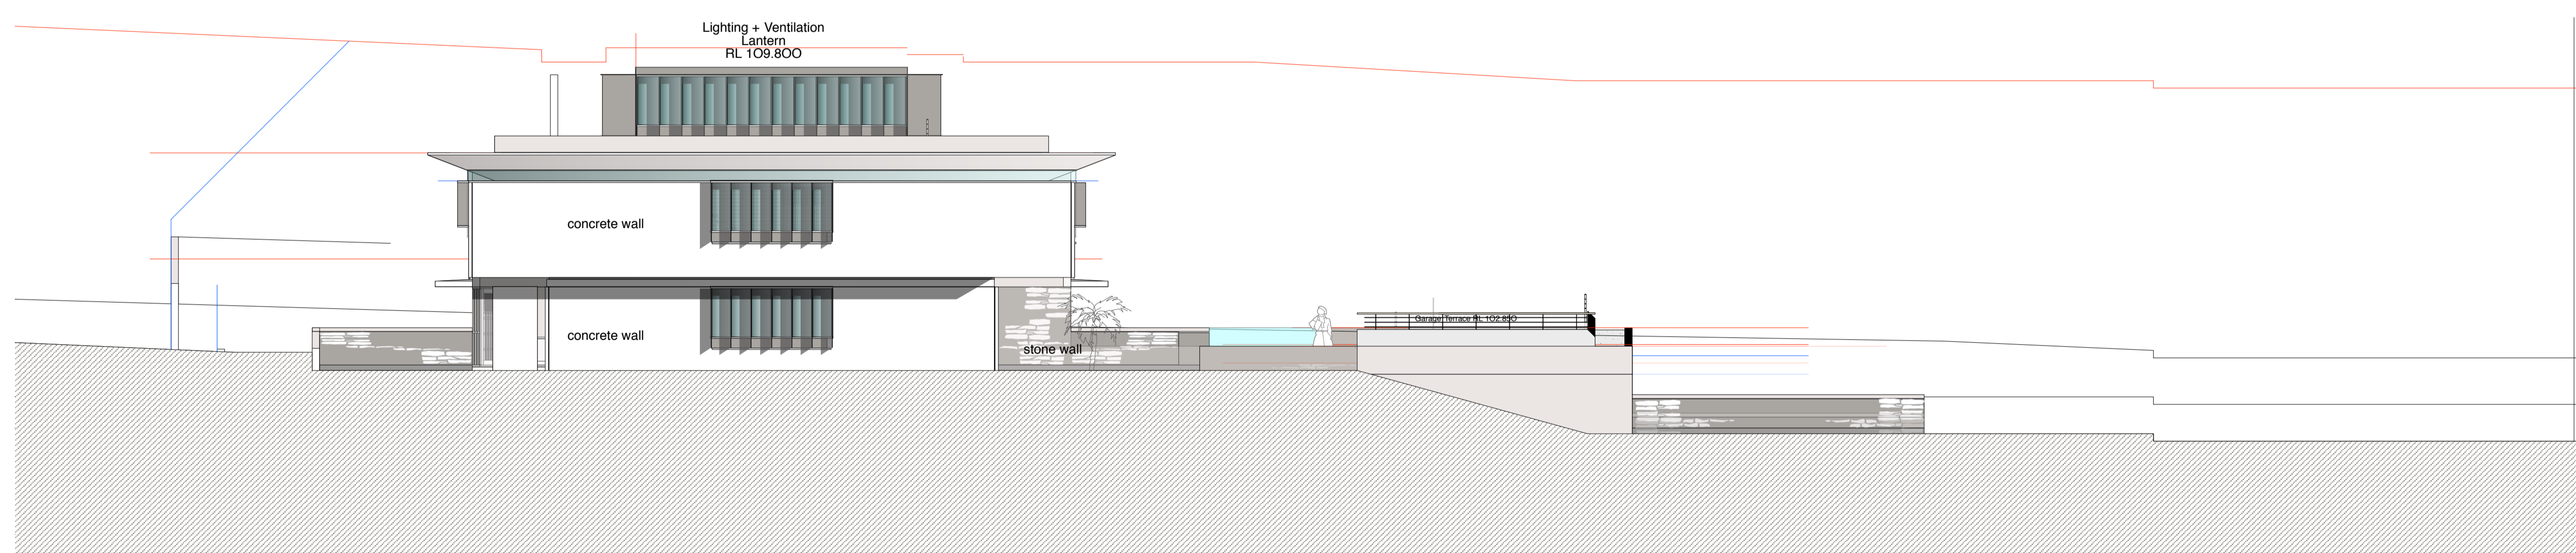 Lighting + Ventilation
Lantern
RL 1O9.8OO
concrete wall
concrete wall
stone wall
Garage Terrace RL 1O2.85O